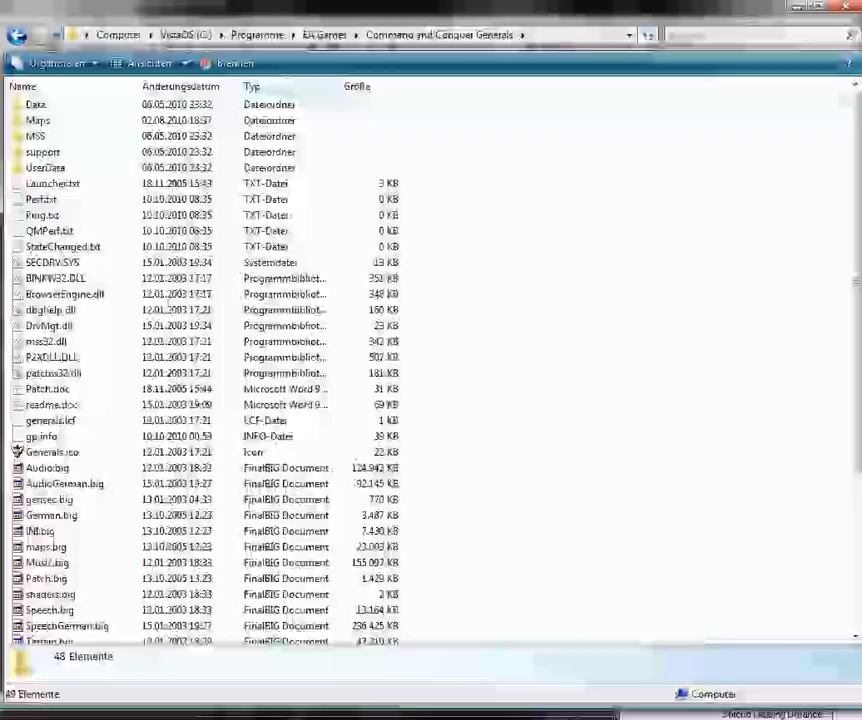 Computer VistaOS (C:) Programme EA Games Command and Conquer Generals
Organisieren Ansichten Brennen
Name Änderungsdatum Typ Größe
Data 06.05.2010 23:32 Dateiordner
Maps 02.08.2010 18:37 Dateiordner
MSS 06.05.2010 23:32 Dateiordner
support 06.05.2010 23:32 Dateiordner
UserData 06.05.2010 23:32 Dateiordner
Launcher.txt 18.11.2005 15:43 TXT-Datei 3 KB
Perf.txt 10.10.2010 08:35 TXT-Datei 0 KB
Ping.txt 10.10.2010 08:35 TXT-Datei 0 KB
QMPerf.txt 10.10.2010 08:35 TXT-Datei 0 KB
StateChanged.txt 10.10.2010 08:35 TXT-Datei 0 KB
SECDRV.SYS 15.01.2003 19:34 Systemdatei 13 KB
BINKW32.DLL 12.01.2003 17:17 Programmbibliot... 352 KB
BrowserEngine.dll 12.01.2003 17:17 Programmbibliot... 348 KB
dbghelp.dll 12.01.2003 17:21 Programmbibliot... 160 KB
DrvMgt.dll 15.01.2003 19:34 Programmbibliot... 23 KB
mss32.dll 12.01.2003 17:21 Programmbibliot... 342 KB
P2XDLL.DLL 12.01.2003 17:21 Programmbibliot... 507 KB
patchw32.dll 12.01.2003 17:21 Programmbibliot... 181 KB
Patch.doc 18.11.2005 15:44 Microsoft Word 9... 31 KB
readme.doc 15.01.2003 19:09 Microsoft Word 9... 69 KB
generals.lcf 12.01.2003 17:21 LCF-Datei 1 KB
gp.info 10.10.2010 00:53 INFO-Datei 39 KB
Generals.ico 12.01.2003 17:21 Icon 22 KB
Audio.big 12.01.2003 18:32 FinalBIG Document 124.942 KB
AudioGerman.big 15.01.2003 19:27 FinalBIG Document 92.145 KB
gensec.big 13.01.2003 04:33 FinalBIG Document 770 KB
German.big 13.10.2005 12:23 FinalBIG Document 3.487 KB
INI.big 13.10.2005 12:23 FinalBIG Document 7.430 KB
maps.big 13.10.2005 12:23 FinalBIG Document 23.003 KB
Music.big 12.01.2003 18:33 FinalBIG Document 155.097 KB
Patch.big 13.10.2005 13:23 FinalBIG Document 1.429 KB
shaders.big 12.01.2003 18:33 FinalBIG Document 2 KB
Speech.big 12.01.2003 18:33 FinalBIG Document 13.164 KB
SpeechGerman.big 15.01.2003 19:27 FinalBIG Document 236.425 KB
Terrain.big FinalBIG Document
48 Elemente
49 Elemente Computer